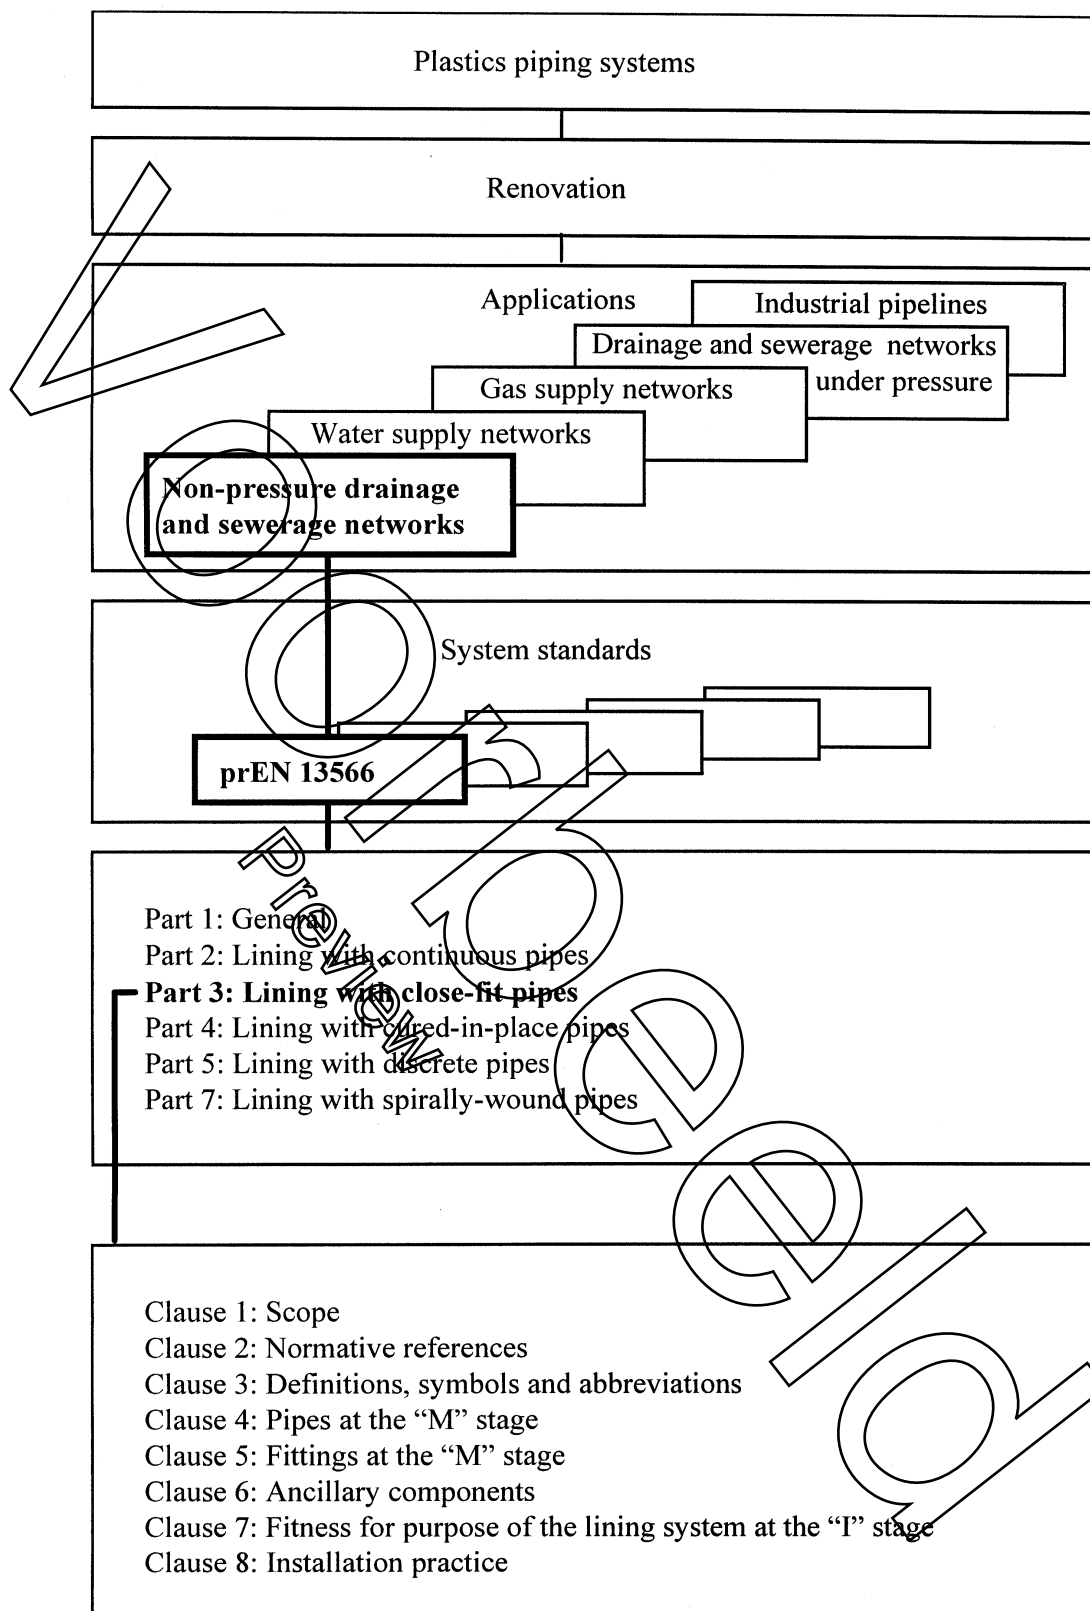 Plastics piping systems
Renovation
Applications
Industrial pipelines
Drainage and sewerage networks
under pressure
Gas supply networks
Water supply networks
Non-pressure drainage
and sewerage networks
System standards
prEN 13566
Part 1: General
Part 2: Lining with continuous pipes
Part 3: Lining with close-fit pipes
Part 4: Lining with cured-in-place pipes
Part 5: Lining with discrete pipes
Part 7: Lining with spirally-wound pipes
Clause 1: Scope
Clause 2: Normative references
Clause 3: Definitions, symbols and abbreviations
Clause 4: Pipes at the “M” stage
Clause 5: Fittings at the “M” stage
Clause 6: Ancillary components
Clause 7: Fitness for purpose of the lining system at the “I” stage
Clause 8: Installation practice
Voorbeeld
Preview